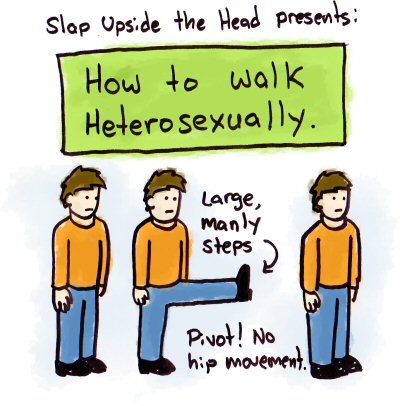 Slap Upside the Head presents:
How to walk
Heterosexually.
Large,
manly
steps
Pivot! No
hip movement.